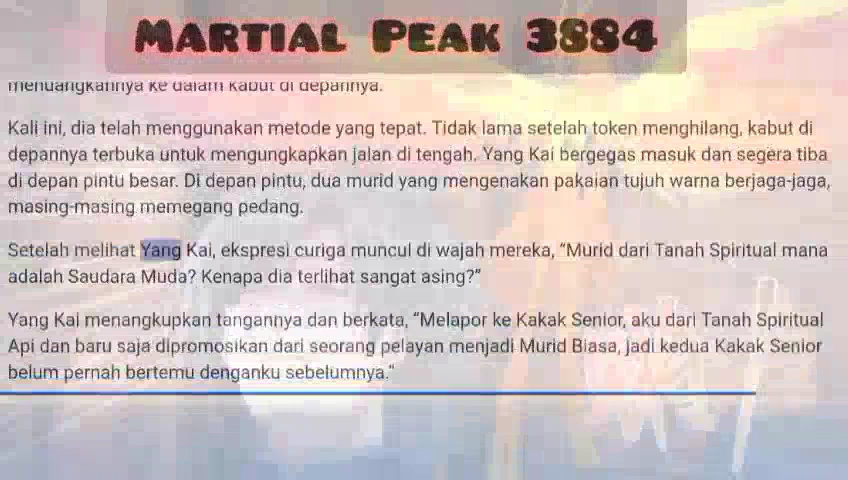 MARTIAL PEAK 3884
menuangkannya ke dalam kabut di depannya.
Kali ini, dia telah menggunakan metode yang tepat. Tidak lama setelah token menghilang, kabut di
depannya terbuka untuk mengungkapkan jalan di tengah. Yang Kai bergegas masuk dan segera tiba
di depan pintu besar. Di depan pintu, dua murid yang mengenakan pakaian tujuh warna berjaga-jaga,
masing-masing memegang pedang.
Setelah melihat Yang Kai, ekspresi curiga muncul di wajah mereka, “Murid dari Tanah Spiritual mana
adalah Saudara Muda? Kenapa dia terlihat sangat asing?”
Yang Kai menangkupkan tangannya dan berkata, “Melapor ke Kakak Senior, aku dari Tanah Spiritual
Api dan baru saja dipromosikan dari seorang pelayan menjadi Murid Biasa, jadi kedua Kakak Senior
belum pernah bertemu denganku sebelumnya.”